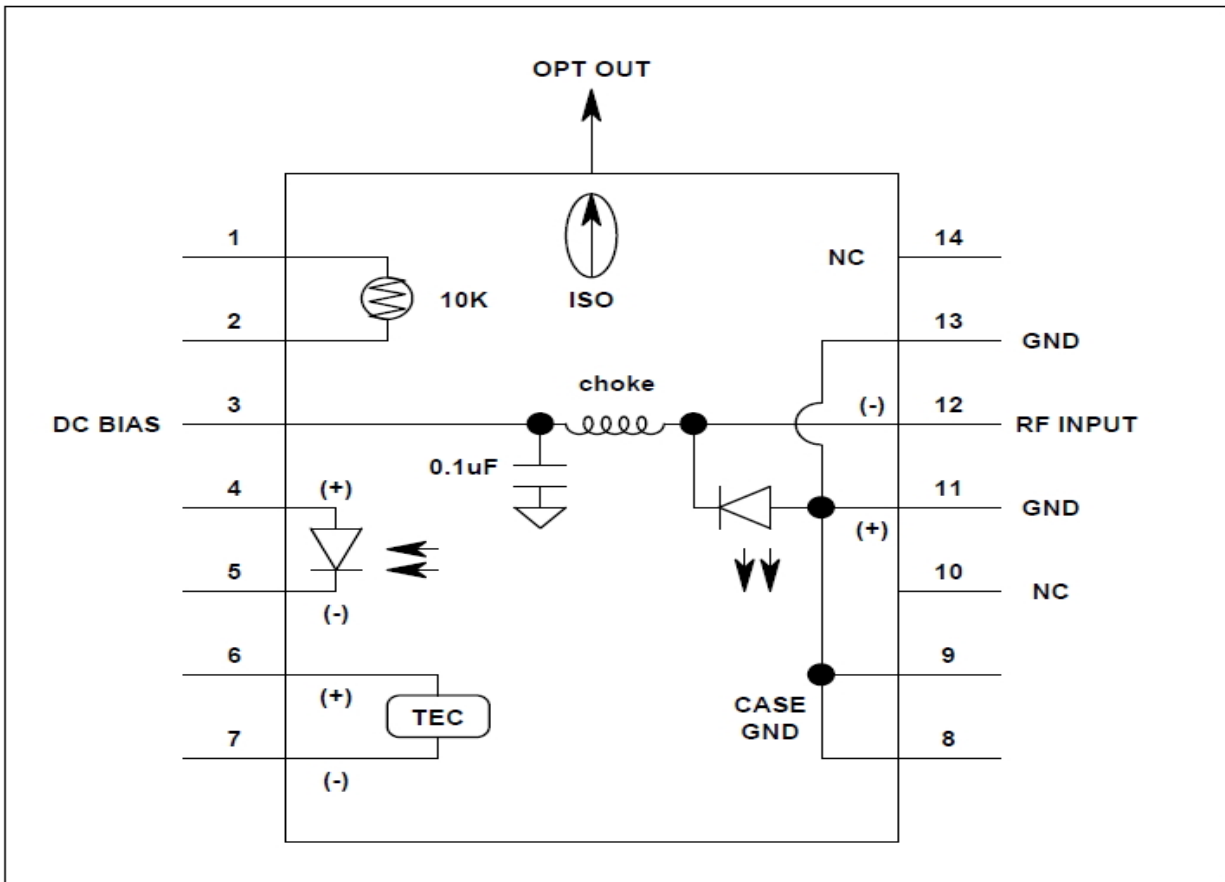 OPT OUT
1
14
NC
10K
ISO
2
13
GND
choke
3
(-)
12
DC BIAS
RF INPUT
0.1uF
4
(+)
11
GND
(+)
5
10
(-)
NC
6
9
(+)
TEC
CASE
GND
7
8
(-)